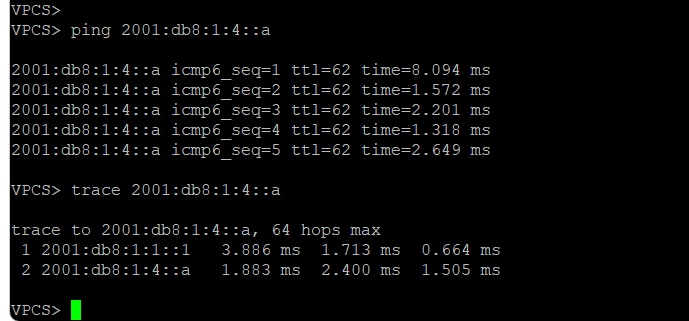 VPCS>
VPCS> ping 2001:db8:1:4::a
2001:db8:1:4::a icmp6_seq=1 ttl=62 time=8.094 ms
2001:db8:1:4::a icmp6_seq=2 ttl=62 time=1.572 ms
2001:db8:1:4::a icmp6_seq=3 ttl=62 time=2.201 ms
2001:db8:1:4::a icmp6_seq=4 ttl=62 time=1.318 ms
2001:db8:1:4::a icmp6_seq=5 ttl=62 time=2.649 ms
VPCS> trace 2001:db8:1:4::a
trace to 2001:db8:1:4::a, 64 hops max
1 2001:db8:1:1::1 3.886 ms 1.713 ms 0.664 ms
2 2001:db8:1:4::a 1.883 ms 2.400 ms 1.505 ms
VPCS>